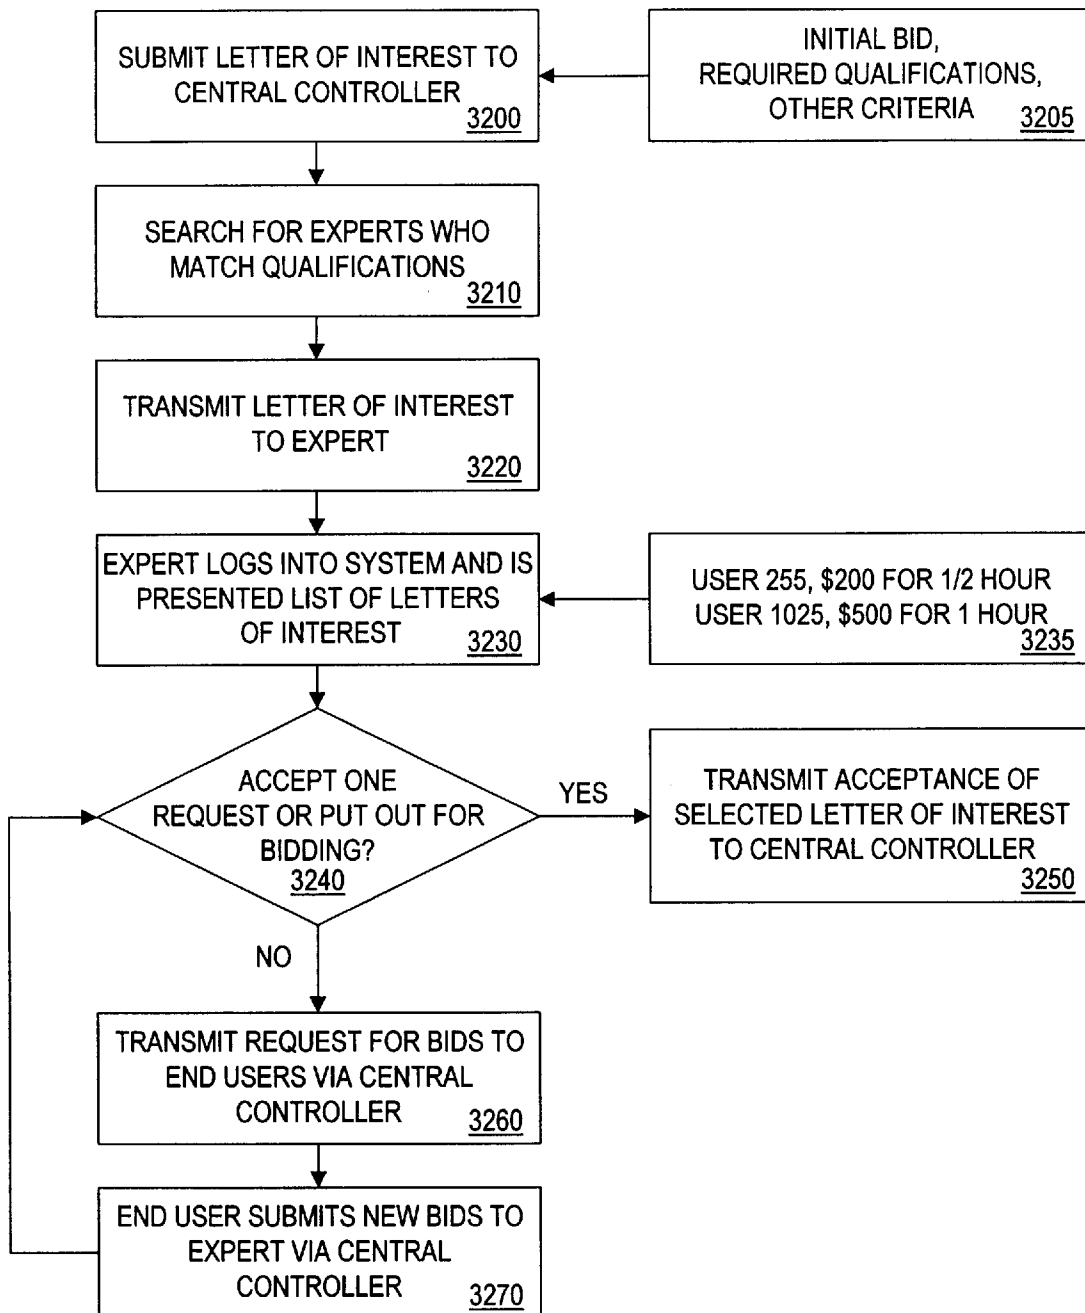 SUBMIT LETTER OF INTEREST TO
CENTRAL CONTROLLER
3200
INITIAL BID,
REQUIRED QUALIFICATIONS,
OTHER CRITERIA
3205
SEARCH FOR EXPERTS WHO
MATCH QUALIFICATIONS
3210
TRANSMIT LETTER OF INTEREST
TO EXPERT
3220
EXPERT LOGS INTO SYSTEM AND IS
PRESENTED LIST OF LETTERS
OF INTEREST
3230
USER 255, $200 FOR 1/2 HOUR
USER 1025, $500 FOR 1 HOUR
3235
ACCEPT ONE
REQUEST OR PUT OUT FOR
BIDDING?
3240
YES
TRANSMIT ACCEPTANCE OF
SELECTED LETTER OF INTEREST
TO CENTRAL CONTROLLER
3250
NO
TRANSMIT REQUEST FOR BIDS TO
END USERS VIA CENTRAL
CONTROLLER
3260
END USER SUBMITS NEW BIDS TO
EXPERT VIA CENTRAL
CONTROLLER
3270